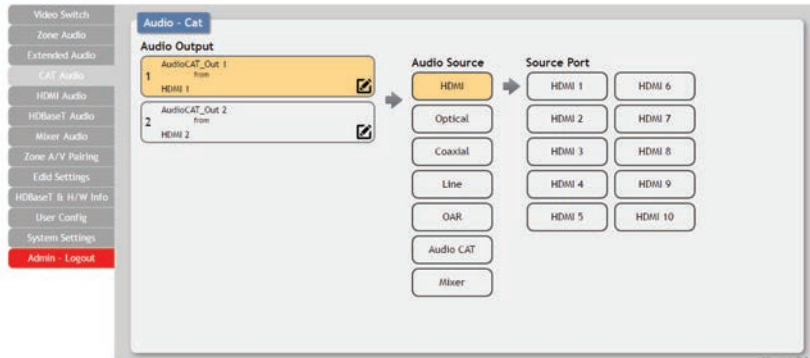 Video Switch
Zone Audio
Extended Audio
CAT Audio
HDMI Audio
HDBaseT Audio
Mixer Audio
Zone A/V Pairing
Edid Settings
HDBaseT & H/W Info
User Config
System Settings
Admin - Logout
Audio - Cat
Audio Output
1
AudioCAT_Out 1
from
HDMI 1
2
AudioCAT_Out 2
from
HDMI 2
Audio Source
HDMI
Optical
Coaxial
Line
OAR
Audio CAT
Mixer
Source Port
HDMI 1
HDMI 6
HDMI 2
HDMI 7
HDMI 3
HDMI 8
HDMI 4
HDMI 9
HDMI 5
HDMI 10